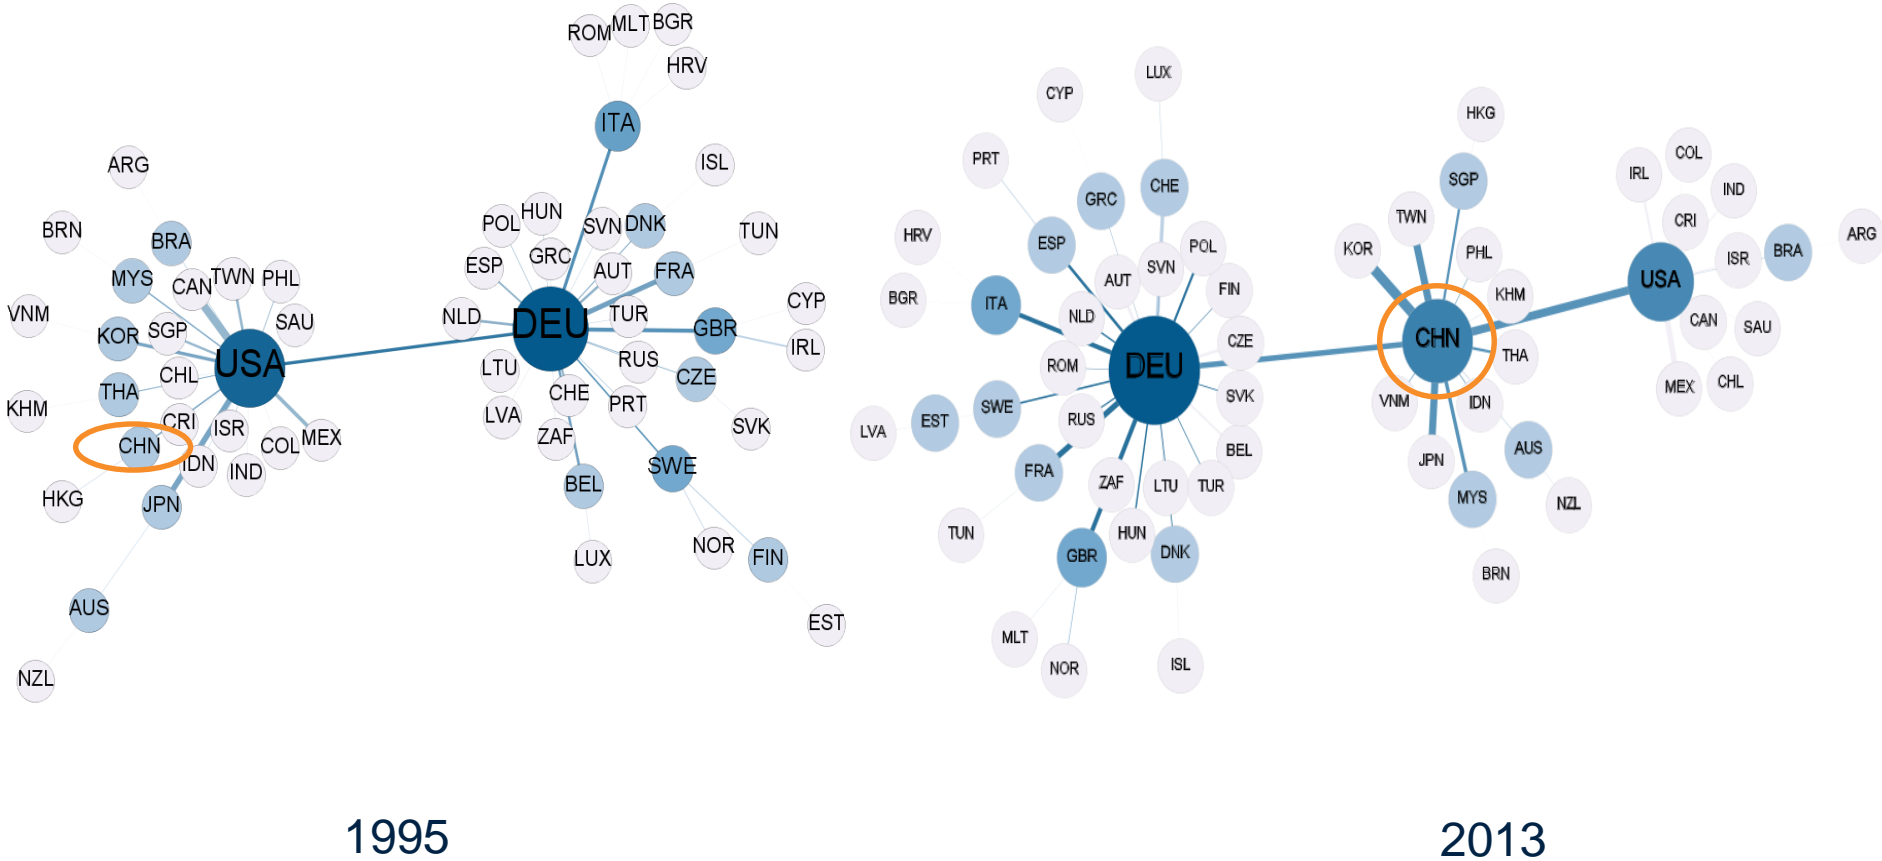 ROM
MLT
BGR
HRV
ITA
ARG
ISL
BRN
BRA
POL
HUN
SVN
DNK
TUN
GRC
ESP
AUT
FRA
MYS
CAN
TWN
PHL
VNM
KOR
SGP
SAU
NLD
DEU
TUR
GBR
CYP
IRL
USA
RUS
CZE
LTU
CHL
THA
CHE
PRT
KHM
CRI
ISR
LVA
ZAF
SVK
CHN
IDN
IND
COL
MEX
HKG
JPN
BEL
SWE
LUX
NOR
FIN
AUS
EST
NZL
1995
LUX
CYP
HKG
PRT
CHE
GRC
SGP
IRL
COL
IND
HRV
ESP
POL
TWN
CRI
ARG
KOR
PHL
ISR
BRA
BGR
ITA
AUT
SVN
FIN
KHM
USA
NLD
CZE
CHN
CAN
SAU
ROM
DEU
THA
SWE
RUS
SVK
VNM
IDN
MEX
CHL
LVA
EST
FRA
BEL
JPN
AUS
ZAF
LTU
TUR
MYS
NZL
TUN
HUN
GBR
DNK
BRN
MLT
NOR
ISL
2013